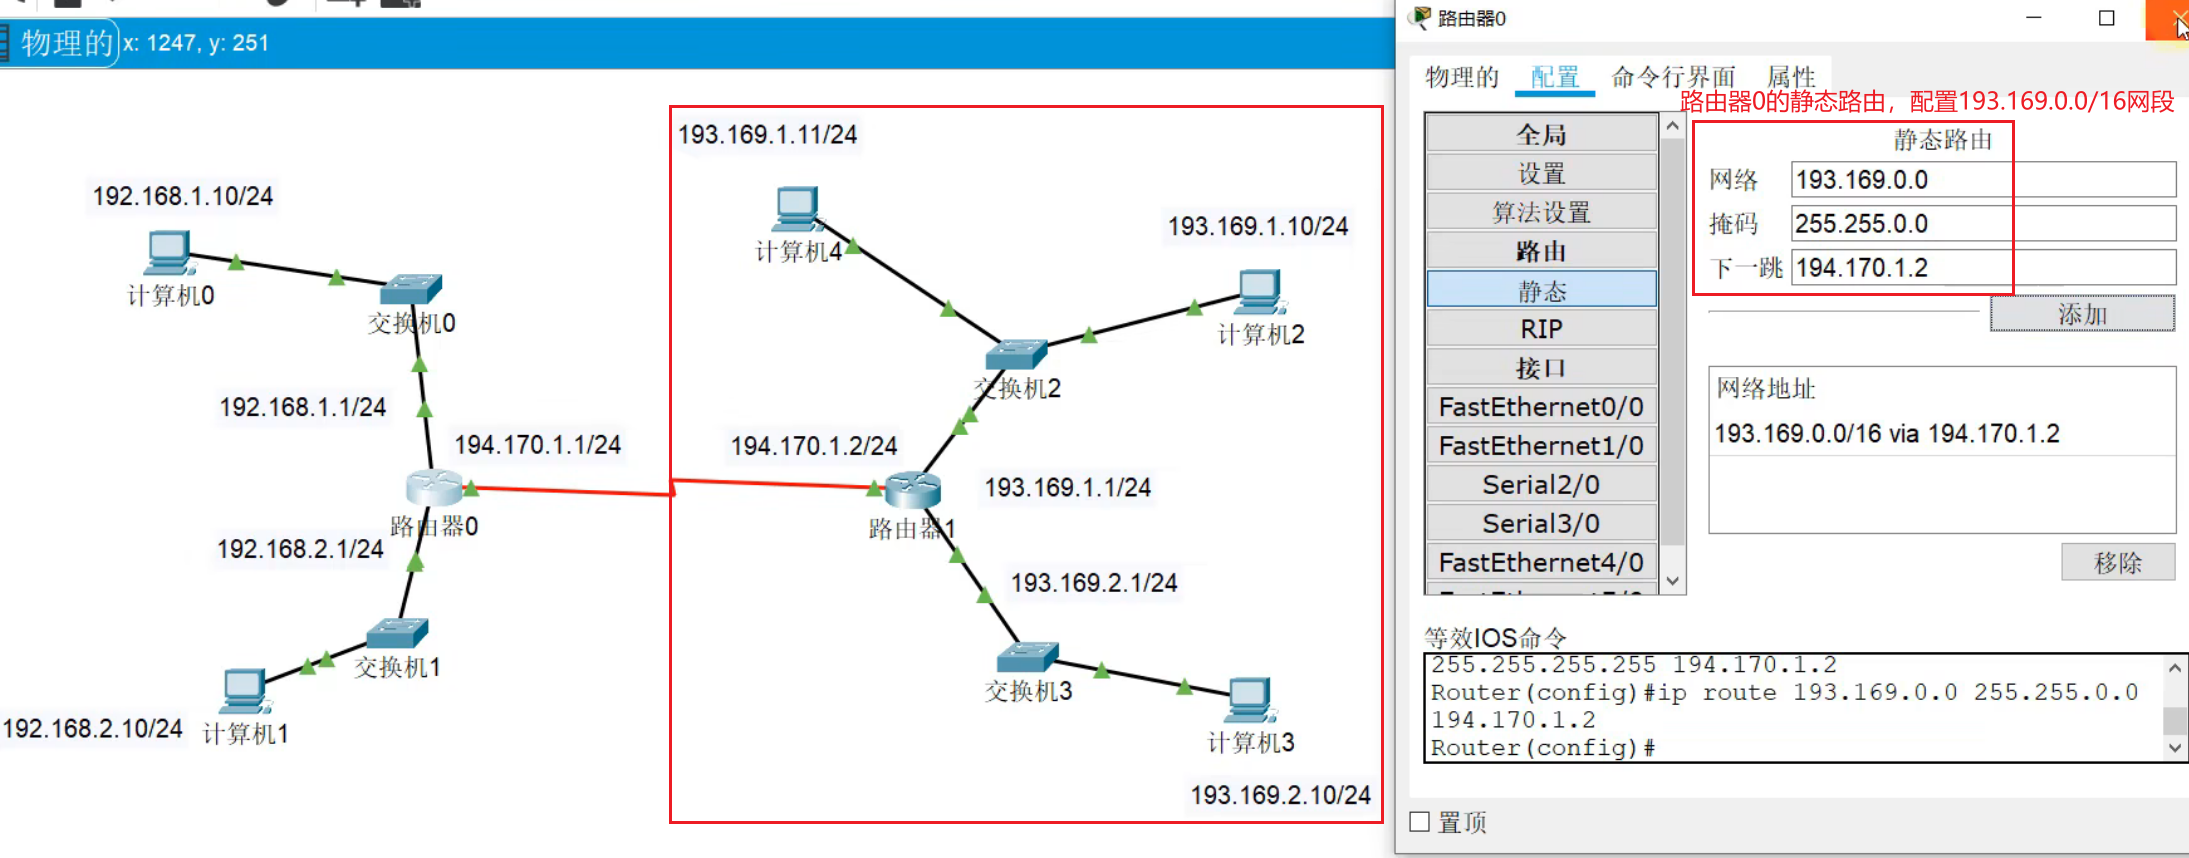 物理的 x: 1247, y: 251
193.169.1.11/24
192.168.1.10/24
193.169.1.10/24
计算机4
计算机0
交换机0
计算机2
交换机2
192.168.1.1/24
194.170.1.1/24
194.170.1.2/24
193.169.1.1/24
路由器0
路由器1
192.168.2.1/24
193.169.2.1/24
交换机1
交换机3
192.168.2.10/24
计算机1
计算机3
193.169.2.10/24
路由器0
物理的 配置 命令行界面 属性
路由器0的静态路由，配置193.169.0.0/16网段
全局
设置
算法设置
路由
静态
RIP
接口
FastEthernet0/0
FastEthernet1/0
Serial2/0
Serial3/0
FastEthernet4/0
静态路由
网络 193.169.0.0
掩码 255.255.0.0
下一跳 194.170.1.2
添加
网络地址
193.169.0.0/16 via 194.170.1.2
移除
等效IOS命令
255.255.255.255 194.170.1.2
Router(config)#ip route 193.169.0.0 255.255.0.0
194.170.1.2
Router(config)#
置顶